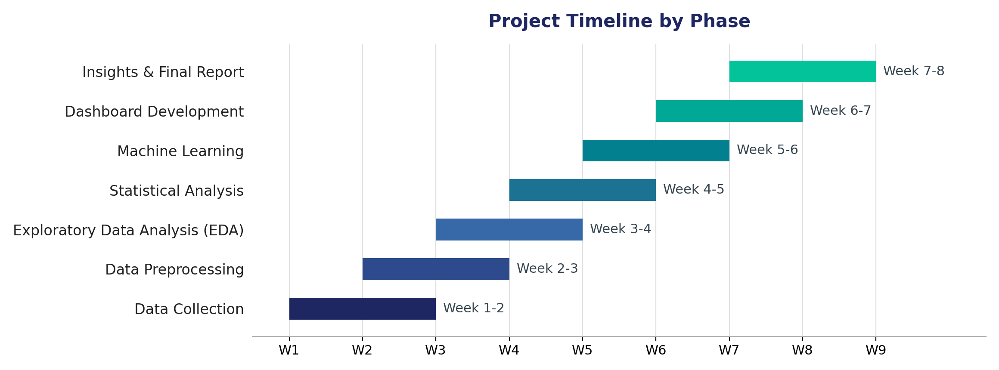 Project Timeline by Phase
Insights & Final Report
Week 7-8
Dashboard Development
Week 6-7
Machine Learning
Week 5-6
Statistical Analysis
Week 4-5
Exploratory Data Analysis (EDA)
Week 3-4
Data Preprocessing
Week 2-3
Data Collection
Week 1-2
W1 W2 W3 W4 W5 W6 W7 W8 W9